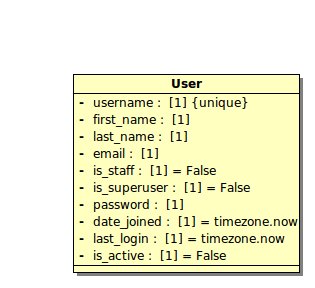 User
- username : [1] {unique}
- first_name : [1]
- last_name : [1]
- email : [1]
- is_staff : [1] = False
- is_superuser : [1] = False
- password : [1]
- date_joined : [1] = timezone.now
- last_login : [1] = timezone.now
- is_active : [1] = False